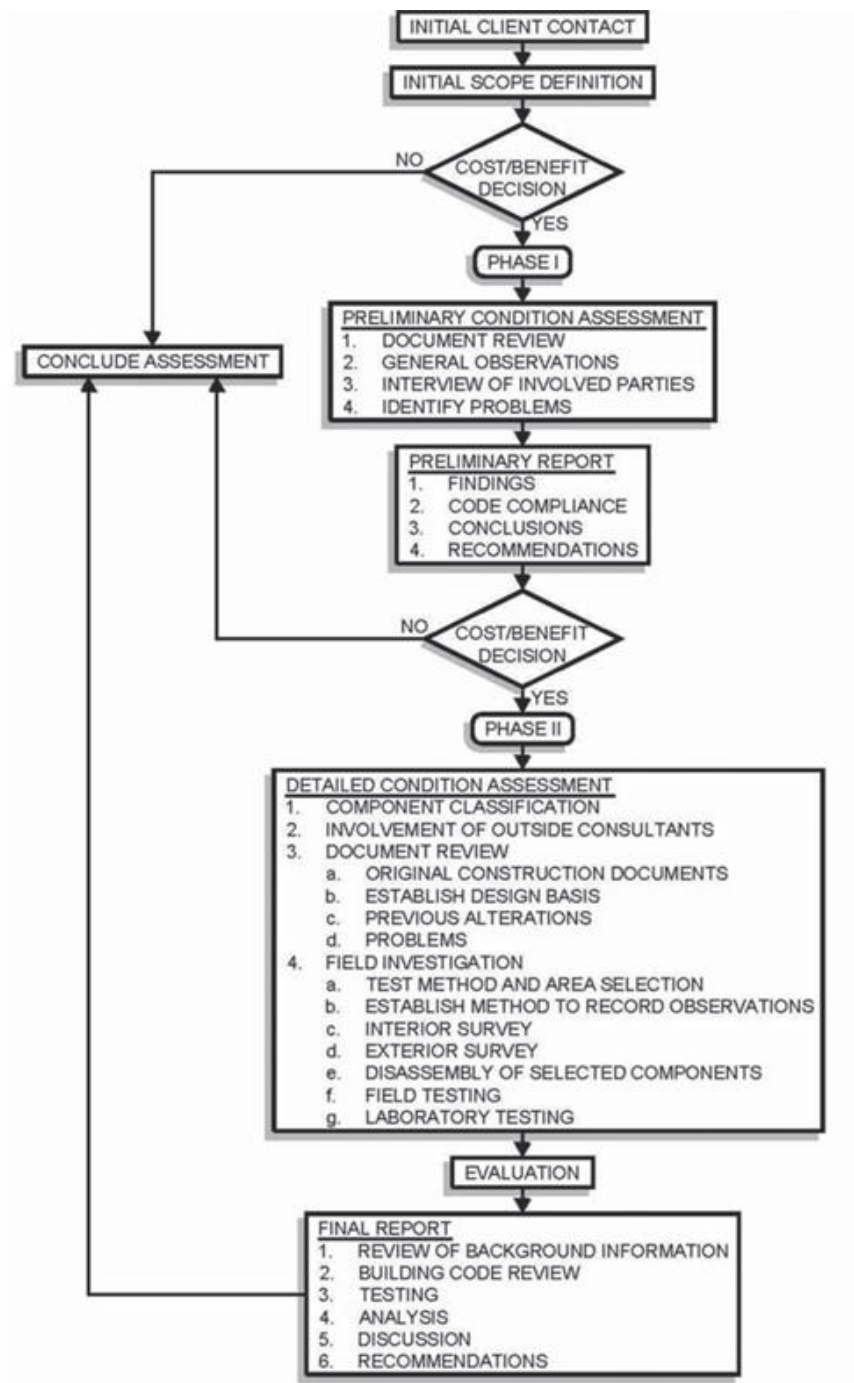 INITIAL CLIENT CONTACT
INITIAL SCOPE DEFINITION
NO
COST/BENEFIT
DECISION
YES
PHASE I
PRELIMINARY CONDITION ASSESSMENT
1. DOCUMENT REVIEW
2. GENERAL OBSERVATIONS
3. INTERVIEW OF INVOLVED PARTIES
4. IDENTIFY PROBLEMS
CONCLUDE ASSESSMENT
PRELIMINARY REPORT
1. FINDINGS
2. CODE COMPLIANCE
3. CONCLUSIONS
4. RECOMMENDATIONS
NO
COST/BENEFIT
DECISION
YES
PHASE II
DETAILED CONDITION ASSESSMENT
1. COMPONENT CLASSIFICATION
2. INVOLVEMENT OF OUTSIDE CONSULTANTS
3. DOCUMENT REVIEW
a. ORIGINAL CONSTRUCTION DOCUMENTS
b. ESTABLISH DESIGN BASIS
c. PREVIOUS ALTERATIONS
d. PROBLEMS
4. FIELD INVESTIGATION
a. TEST METHOD AND AREA SELECTION
b. ESTABLISH METHOD TO RECORD OBSERVATIONS
c. INTERIOR SURVEY
d. EXTERIOR SURVEY
e. DISASSEMBLY OF SELECTED COMPONENTS
f. FIELD TESTING
g. LABORATORY TESTING
EVALUATION
FINAL REPORT
1. REVIEW OF BACKGROUND INFORMATION
2. BUILDING CODE REVIEW
3. TESTING
4. ANALYSIS
5. DISCUSSION
6. RECOMMENDATIONS